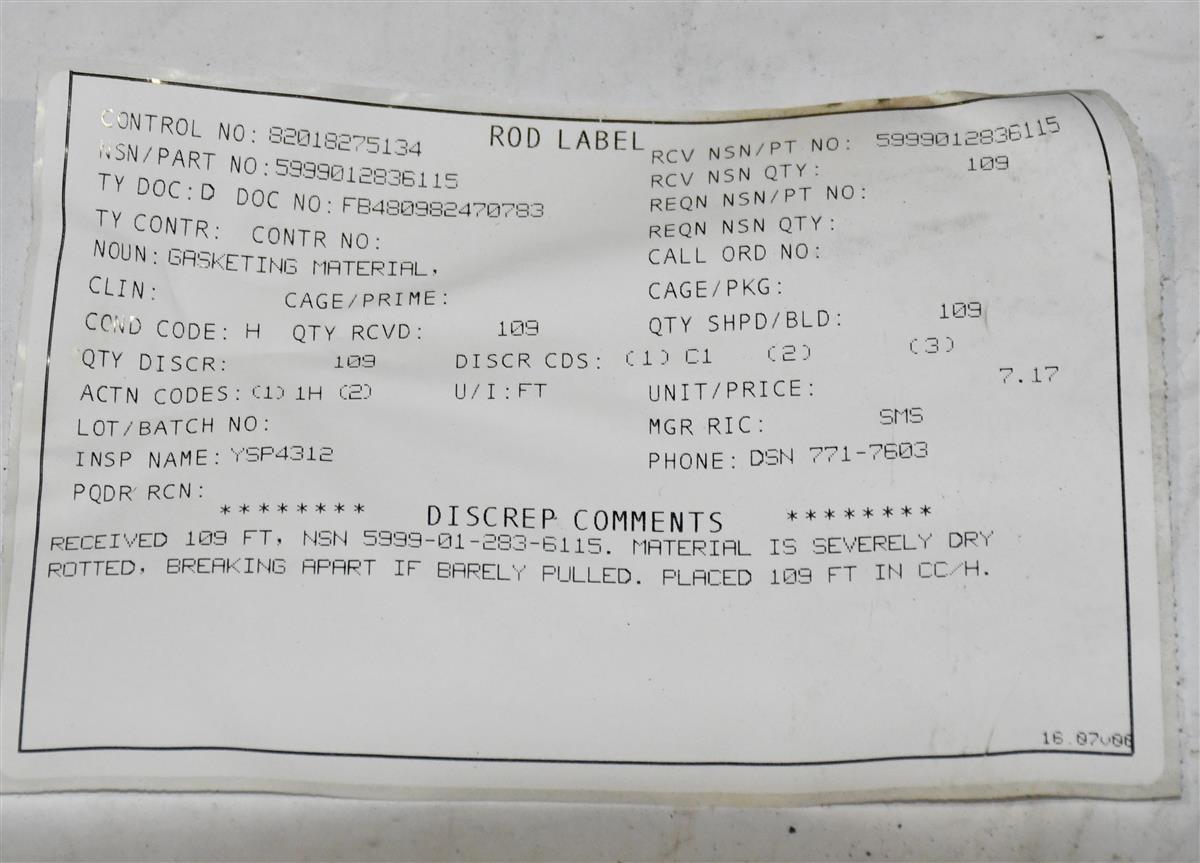 ROD LABEL
CONTROL NO: 82018275134 RCV NSN/PT NO: 5999012836115
NSN/PART NO: 5999012836115 RCV NSN QTY: 109
TY DOC: D DOC NO: FB480982470783 REQN NSN/PT NO:
TY CONTR: CONTR NO: REQN NSN QTY:
NOUN: GASKETING MATERIAL, CALL ORD NO:
CLIN: CAGE/PRIME: CAGE/PKG:
COND CODE: H QTY RCVD: 109 QTY SHPD/BLD: 109
QTY DISCR: 109 DISCR CDS: (1) C1 (2) (3)
ACTN CODES: (1) 1H (2) U/I: FT UNIT/PRICE: 7.17
LOT/BATCH NO: MGR RIC: SMS
INSP NAME: YSP4312 PHONE: DSN 771-7603
PQDR RCN:
******** DISCREP COMMENTS ********
RECEIVED 109 FT, NSN 5999-01-283-6115. MATERIAL IS SEVERELY DRY
ROTTED, BREAKING APART IF BARELY PULLED. PLACED 109 FT IN CC/H.